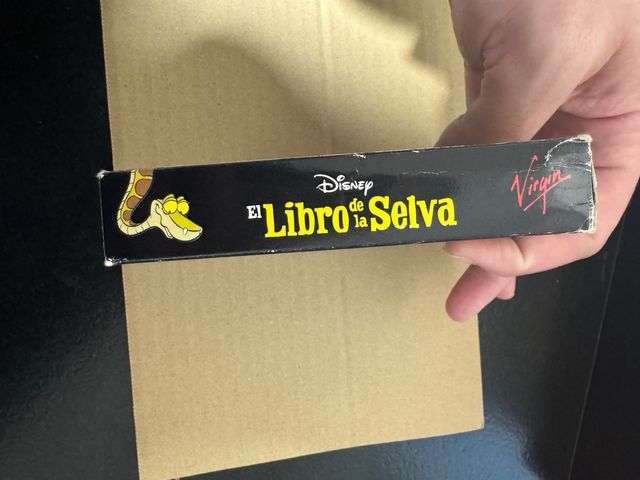 Disney
El Libro de la Selva
Virgin